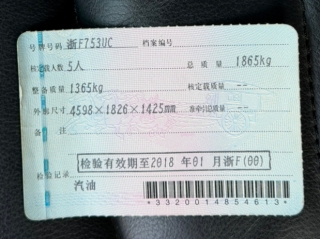 号牌号码 浙F753UC 档案编号
核定载人数 5人 总质量 1865kg
整备质量 1365kg 核定载质量 --
外形尺寸 4598×1826×1425mm 准牵引总质量 --
备注
检验有效期至2018年01月浙F(00)
检验记录
汽油
*3320014854613*